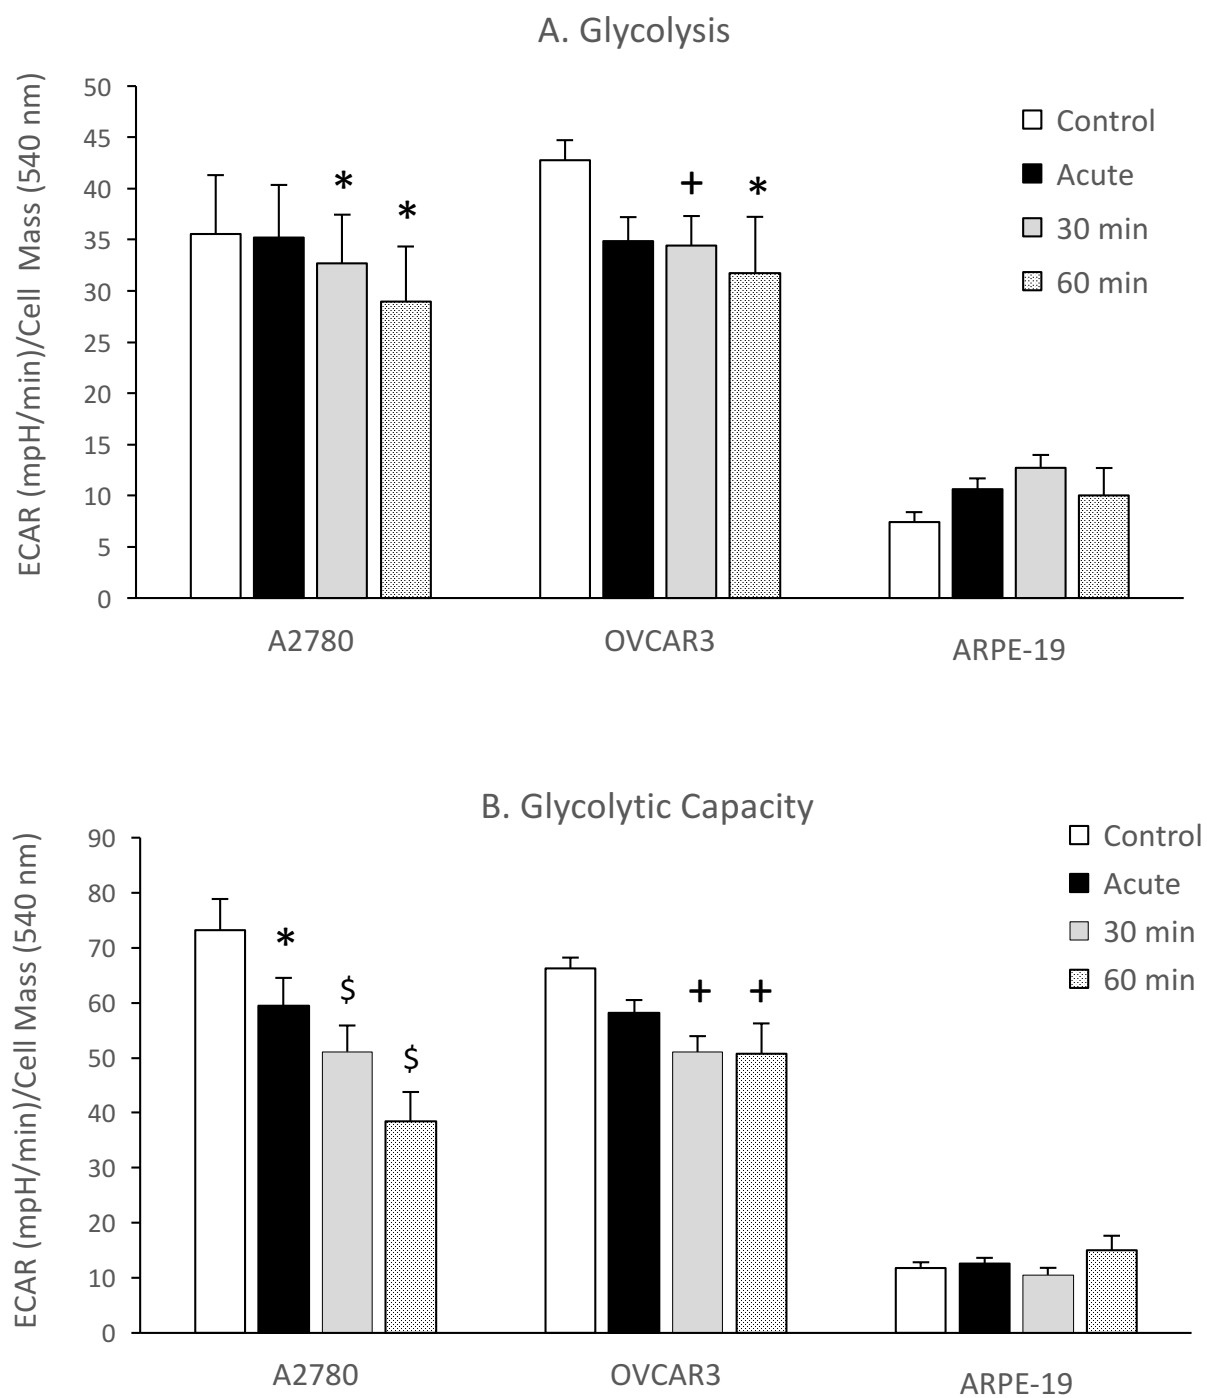 A. Glycolysis
ECAR (mpH/min)/Cell Mass (540 nm)
50
45
40
35
30
25
20
15
10
5
0
* * + *
Control
Acute
30 min
60 min
A2780 OVCAR3 ARPE-19
B. Glycolytic Capacity
ECAR (mpH/min)/Cell Mass (540 nm)
90
80
70
60
50
40
30
20
10
0
* $ $ + +
Control
Acute
30 min
60 min
A2780 OVCAR3 ARPE-19